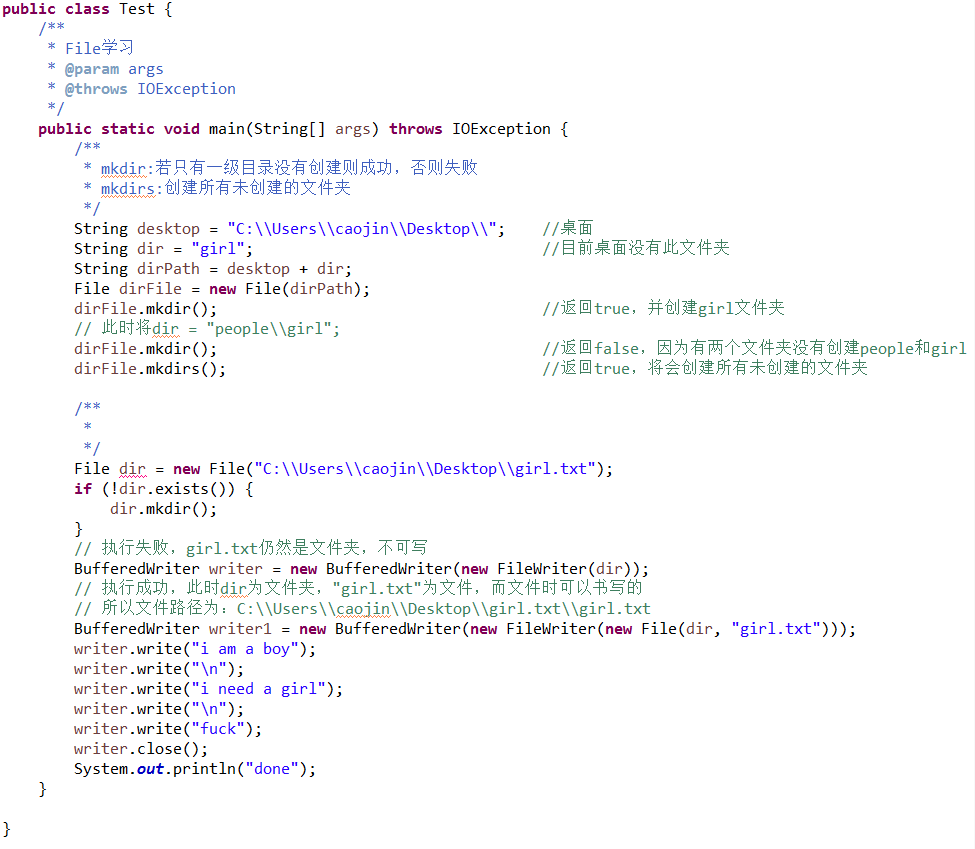 public class Test {
/**
* File学习
* @param args
* @throws IOException
*/
public static void main(String[] args) throws IOException {
/**
* mkdir:若只有一级目录没有创建则成功，否则失败
* mkdirs:创建所有未创建的文件夹
*/
String desktop = "C:\\Users\\caojin\\Desktop\\"; //桌面
String dir = "girl"; //目前桌面没有此文件夹
String dirPath = desktop + dir;
File dirFile = new File(dirPath);
dirFile.mkdir(); //返回true，并创建girl文件夹
// 此时将dir = "people\\girl";
dirFile.mkdir(); //返回false，因为有两个文件夹没有创建people和girl
dirFile.mkdirs(); //返回true，将会创建所有未创建的文件夹
/**
*
*/
File dir = new File("C:\\Users\\caojin\\Desktop\\girl.txt");
if (!dir.exists()) {
dir.mkdir();
}
// 执行失败，girl.txt仍然是文件夹，不可写
BufferedWriter writer = new BufferedWriter(new FileWriter(dir));
// 执行成功，此时dir为文件夹，"girl.txt"为文件，而文件时可以书写的
// 所以文件路径为：C:\\Users\\caojin\\Desktop\\girl.txt\\girl.txt
BufferedWriter writer1 = new BufferedWriter(new FileWriter(new File(dir, "girl.txt")));
writer.write("i am a boy");
writer.write("\n");
writer.write("i need a girl");
writer.write("\n");
writer.write("fuck");
writer.close();
System.out.println("done");
}
}